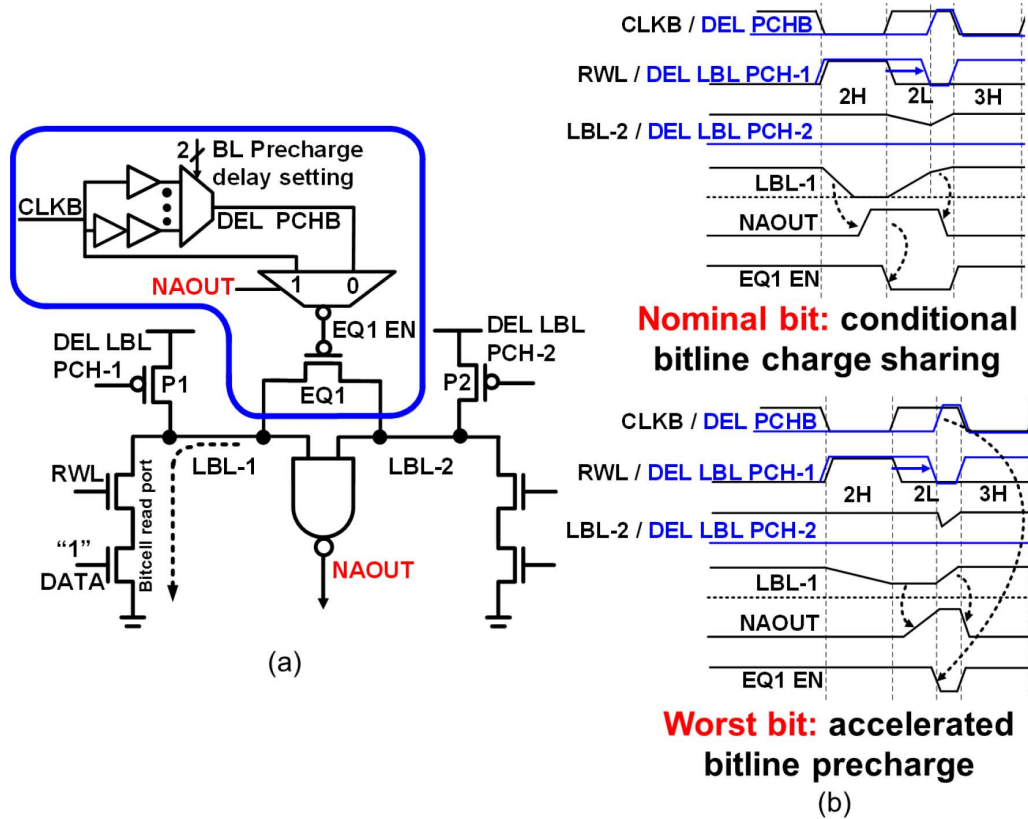 2 BL Precharge
delay setting
CLKB
DEL PCHB
NAOUT
1 0
EQ1 EN
DEL LBL
PCH-1
P1
DEL LBL
PCH-2
P2
EQ1
LBL-1
LBL-2
RWL
"1"
DATA
Bitcell read port
NAOUT
(a)
CLKB / DEL PCHB
RWL / DEL LBL PCH-1
2H 2L 3H
LBL-2 / DEL LBL PCH-2
LBL-1
NAOUT
EQ1 EN
Nominal bit: conditional
bitline charge sharing
CLKB / DEL PCHB
RWL / DEL LBL PCH-1
2H 2L 3H
LBL-2 / DEL LBL PCH-2
LBL-1
NAOUT
EQ1 EN
Worst bit: accelerated
bitline precharge
(b)